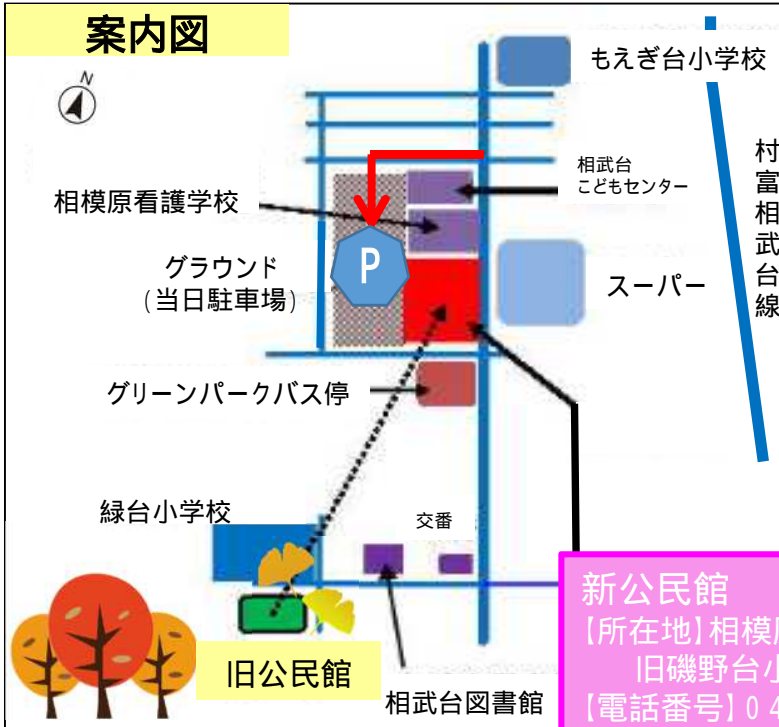 案内図
N
もえぎ台小学校
相武台
こどもセンター
村富相武台線
相模原看護学校
P
グラウンド
(当日駐車場)
スーパー
グリーンパークバス停
緑台小学校
交番
新公民館
【所在地】相模
旧磯野台小
【電話番号】０４
旧公民館
相武台図書館